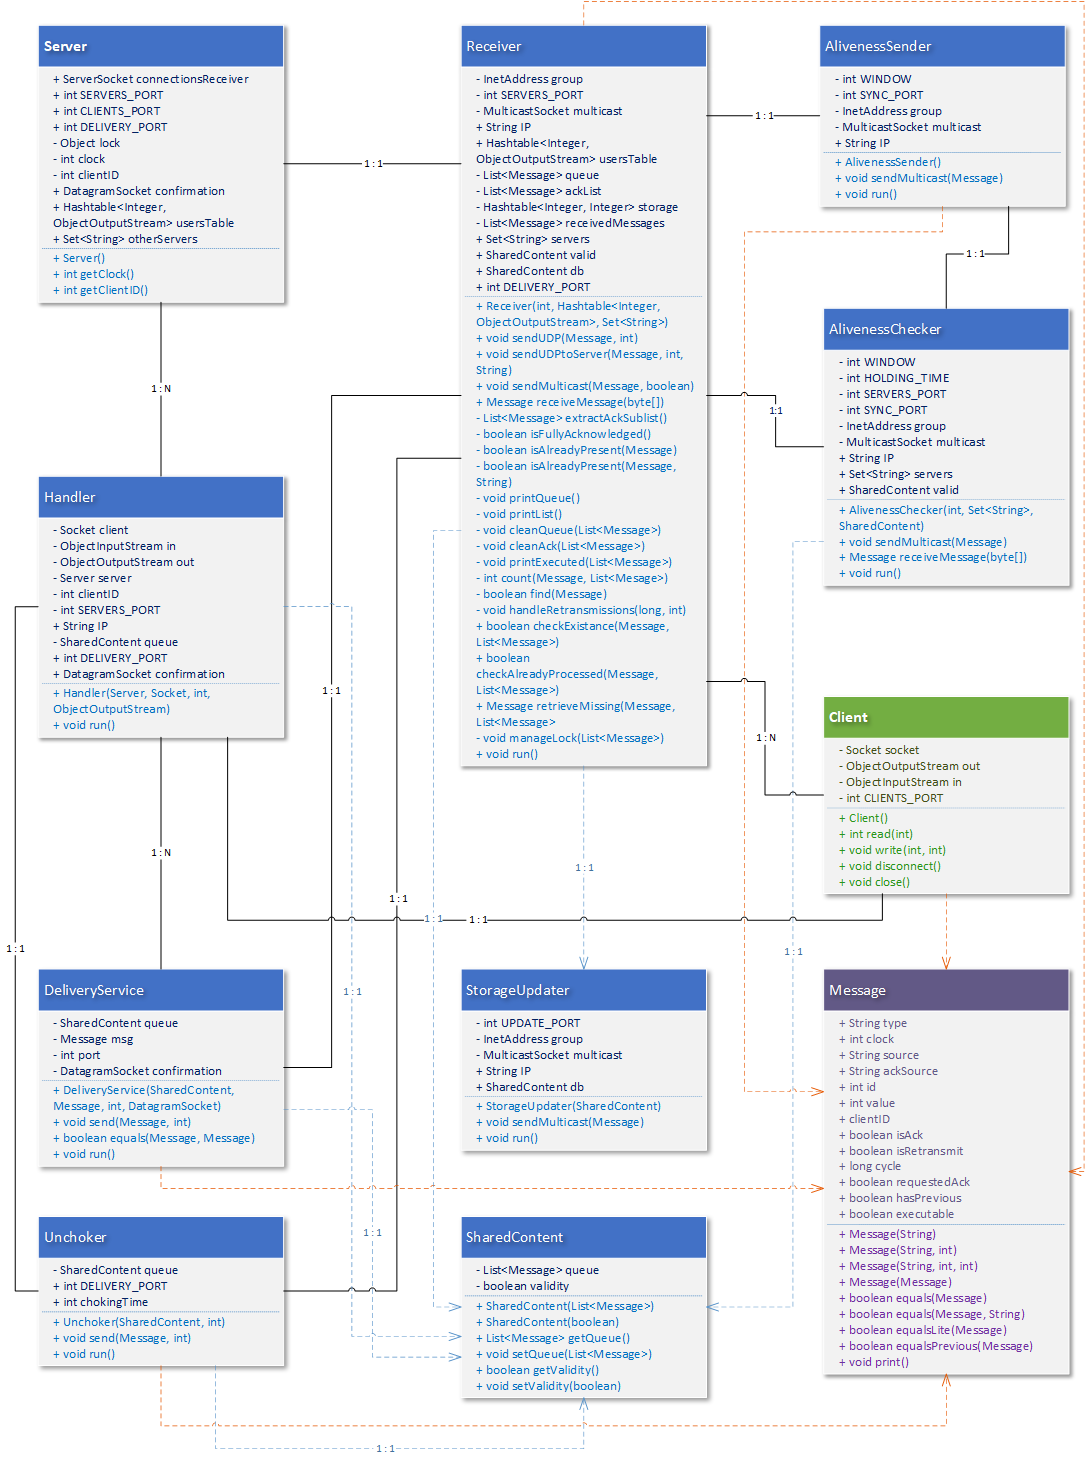 Server
+ ServerSocket connectionsReceiver
+ int SERVERS_PORT
+ int CLIENTS_PORT
+ int DELIVERY_PORT
- Object lock
- int clock
- int clientID
+ DatagramSocket confirmation
+ Hashtable<Integer,
ObjectOutputStream> usersTable
+ Set<String> otherServers
+ Server()
+ int getClock()
+ int getClientID()
1:1
Receiver
- InetAddress group
- int SERVERS_PORT
- MulticastSocket multicast
+ String IP
+ Hashtable<Integer,
ObjectOutputStream> usersTable
- List<Message> queue
- List<Message> ackList
- Hashtable<Integer, Integer> storage
- List<Message> receivedMessages
+ Set<String> servers
+ SharedContent valid
+ SharedContent db
+ int DELIVERY_PORT
+ Receiver(int, Hashtable<Integer,
ObjectOutputStream>, Set<String>)
+ void sendUDP(Message, int)
+ void sendUDPtoServer(Message, int,
String)
+ void sendMulticast(Message, boolean)
+ Message receiveMessage(byte[])
- List<Message> extractAckSublist()
- boolean isFullyAcknowledged()
- boolean isAlreadyPresent(Message)
- boolean isAlreadyPresent(Message,
String)
- void printQueue()
- void printList()
- void cleanQueue(List<Message>)
- void cleanAck(List<Message>)
- void printExecuted(List<Message>)
- int count(Message, List<Mesage>)
- boolean find(Message)
- void handleRetransmissions(long, int)
+ boolean checkExistance(Message,
List<Message>)
+ boolean
checkAlreadyProcessed(Message,
List<Message>)
+ Message retrieveMissing(Message,
List<Message>
- void manageLock(List<Message>)
+ void run()
1:1
AlivenessSender
- int WINDOW
- int SYNC_PORT
- InetAddress group
- MulticastSocket multicast
+ String IP
+ AlivenessSender()
+ void sendMulticast(Message)
+ void run()
1:1
AlivenessChecker
- int WINDOW
- int HOLDING_TIME
- int SERVERS_PORT
- int SYNC_PORT
- InetAddress group
- MulticastSocket multicast
+ String IP
+ Set<String> servers
+ SharedContent valid
+ AlivenessChecker(int, Set<String>,
SharedContent)
+ void sendMulticast(Message)
+ Message receiveMessage(byte[])
+ void run()
1:N
1:1
Handler
- Socket client
- ObjectInputStream in
- ObjectOutputStream out
- Server server
- int clientID
- int SERVERS_PORT
+ String IP
- SharedContent queue
+ int DELIVERY_PORT
+ DatagramSocket confirmation
+ Handler(Server, Socket, int,
ObjectOutputStream)
+ void run()
1:1
1:N
Client
- Socket socket
- ObjectOutputStream out
- ObjectInputStream in
- int CLIENTS_PORT
+ Client()
+ int read(int)
+ void write(int, int)
+ void disconnect()
+ void close()
1:N
1:1
1:1
1:1
1:1
1:1
1:1
1:1
DeliveryService
- SharedContent queue
- Message msg
- int port
- DatagramSocket confirmation
+ DeliveryService(SharedContent,
Message, int, DatagramSocket)
+ void send(Message, int)
+ boolean equals(Message, Message)
+ void run()
StorageUpdater
- int UPDATE_PORT
- InetAddress group
- MulticastSocket multicast
+ String IP
+ SharedContent db
+ StorageUpdater(SharedContent)
+ void sendMulticast(Message)
+ void run()
Message
+ String type
+ int clock
+ String source
+ String ackSource
+ int id
+ int value
+ clientID
+ boolean isAck
+ boolean isRetransmit
+ long cycle
+ boolean requestedAck
+ boolean hasPrevious
+ boolean executable
+ Message(String)
+ Message(String, int)
+ Message(String, int, int)
+ Message(Message)
+ boolean equals(Message)
+ boolean equals(Message, String)
+ boolean equalsLite(Message)
+ boolean equalsPrevious(Message)
+ void print()
1:1
Unchoker
- SharedContent queue
+ int DELIVERY_PORT
+ int chokingTime
+ Unchoker(SharedContent, int)
+ void send(Message, int)
+ void run()
SharedContent
- List<Message> queue
- boolean validity
+ SharedContent(List<Message>)
+ SharedContent(boolean)
+ List<Message> getQueue()
+ void setQueue(List<Message>)
+ boolean getValidity()
+ void setValidity(boolean)
1:1